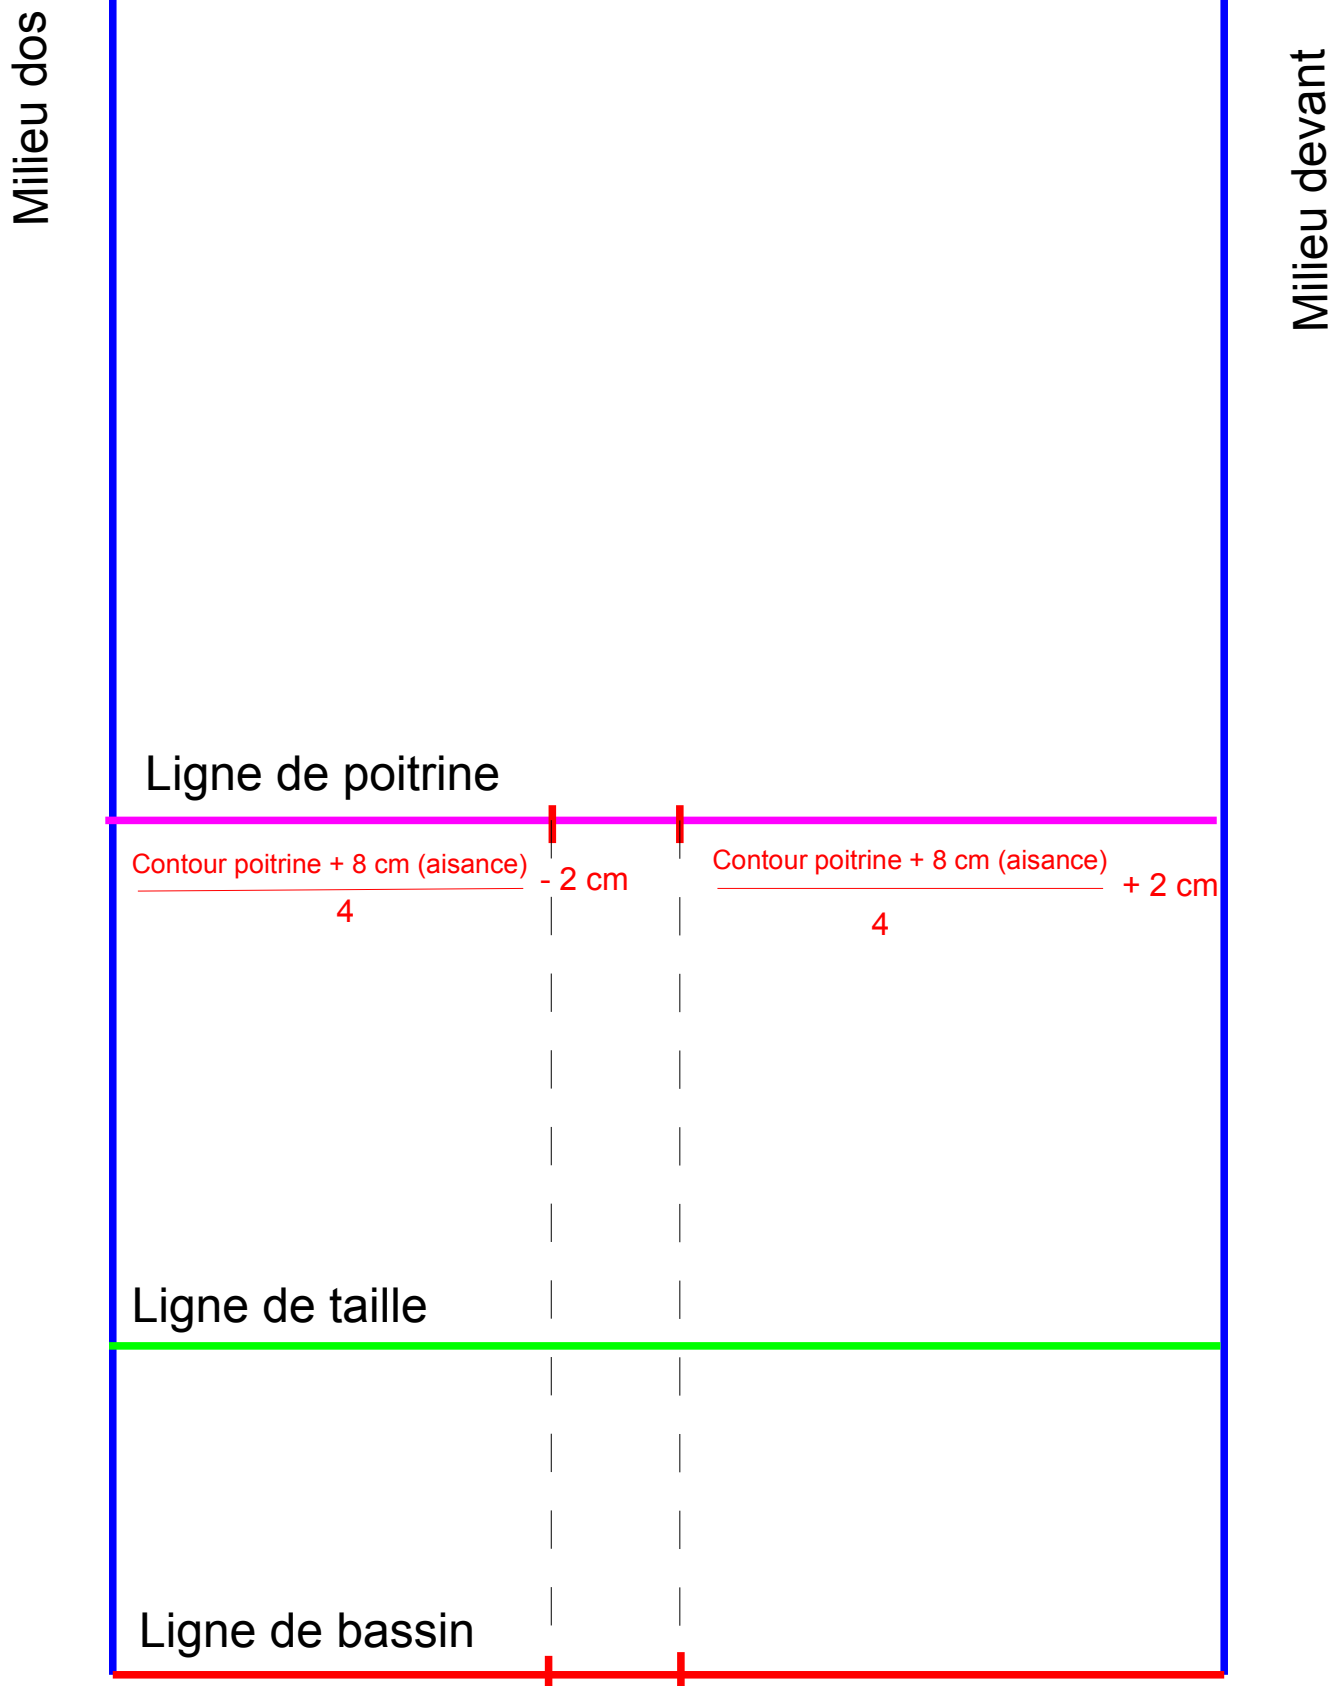 Milieu dos
Milieu devant
Ligne de poitrine
Contour poitrine + 8 cm (aisance)
4
- 2 cm
Contour poitrine + 8 cm (aisance)
4
+ 2 cm
Ligne de taille
Ligne de bassin